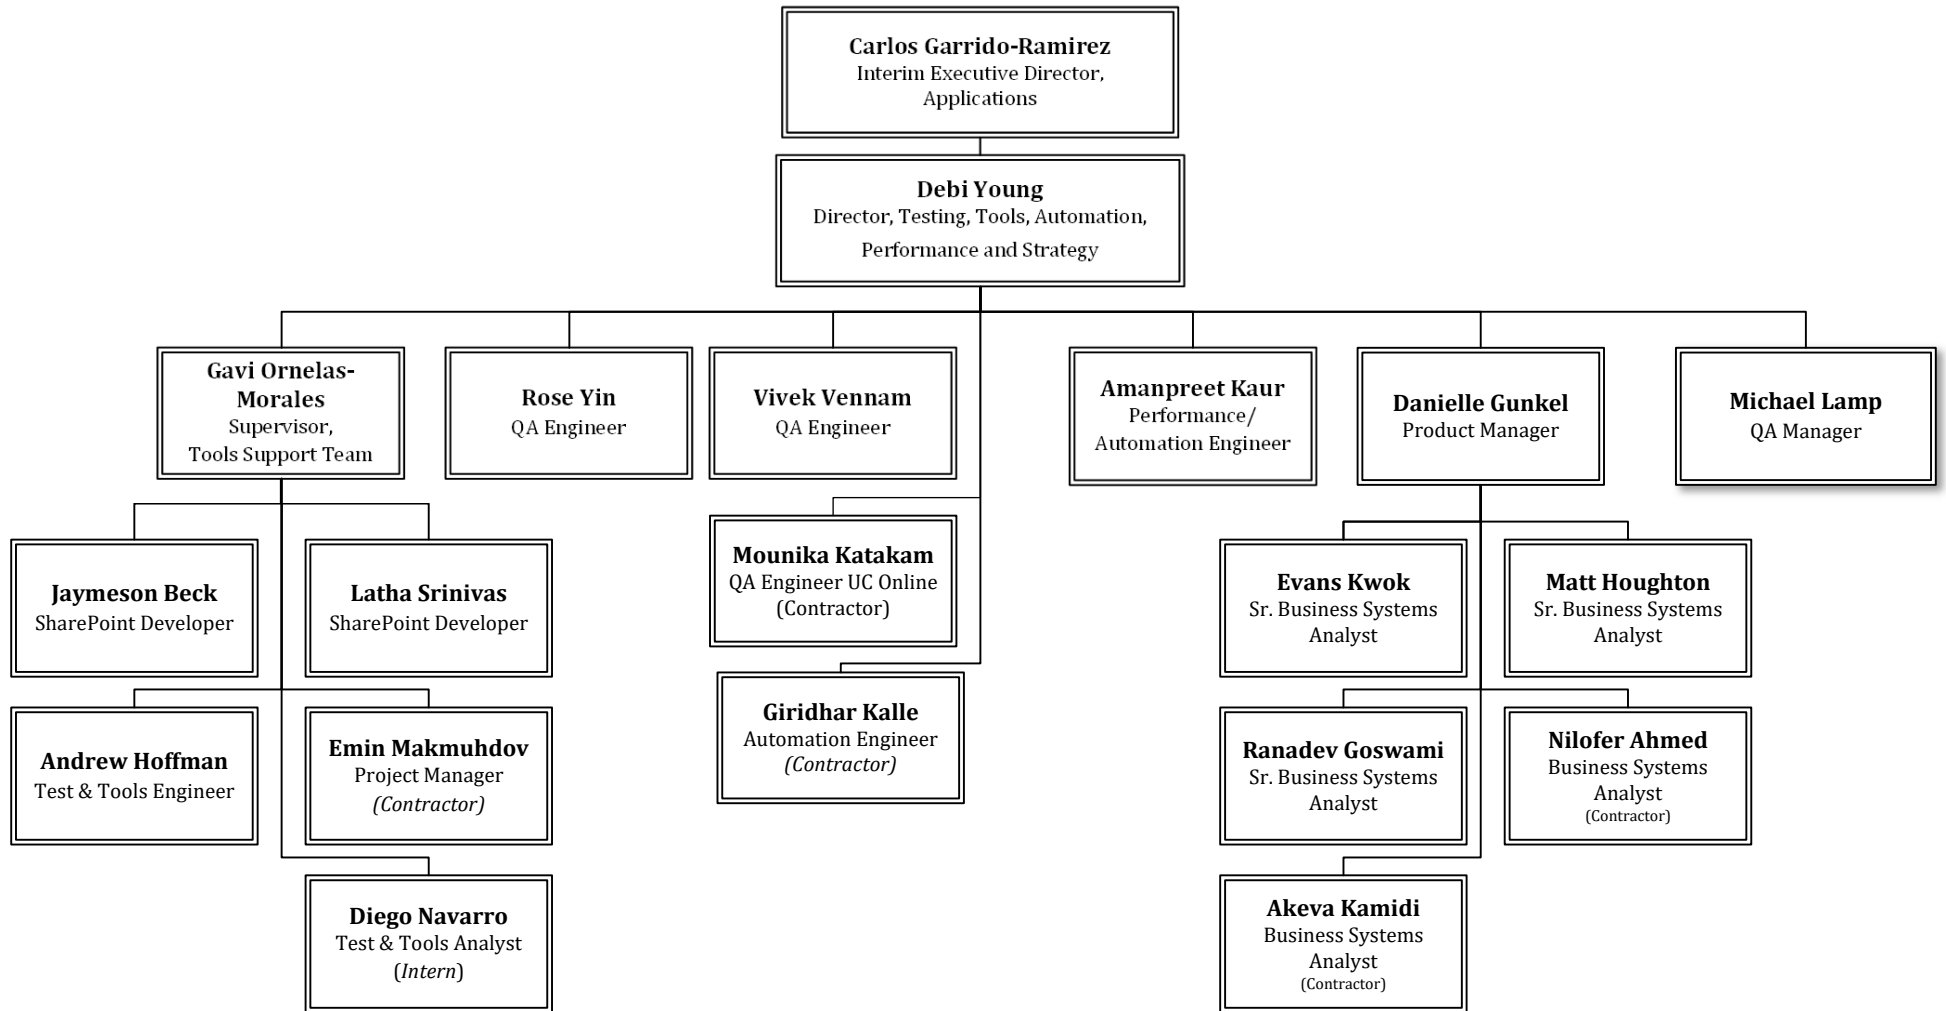 Carlos Garrido-Ramirez
Interim Executive Director,
Applications
Debi Young
Director, Testing, Tools, Automation,
Performance and Strategy
Gavi Ornelas-
Morales
Supervisor,
Tools Support Team
Rose Yin
QA Engineer
Vivek Vennam
QA Engineer
Amanpreet Kaur
Performance/
Automation Engineer
Danielle Gunkel
Product Manager
Michael Lamp
QA Manager
Jaymeson Beck
SharePoint Developer
Latha Srinivas
SharePoint Developer
Mounika Katakam
QA Engineer UC Online
(Contractor)
Evans Kwok
Sr. Business Systems
Analyst
Matt Houghton
Sr. Business Systems
Analyst
Andrew Hoffman
Test & Tools Engineer
Emin Makmuhdov
Project Manager
(Contractor)
Giridhar Kalle
Automation Engineer
(Contractor)
Ranadev Goswami
Sr. Business Systems
Analyst
Nilofer Ahmed
Business Systems
Analyst
(Contractor)
Diego Navarro
Test & Tools Analyst
(Intern)
Akeva Kamidi
Business Systems
Analyst
(Contractor)